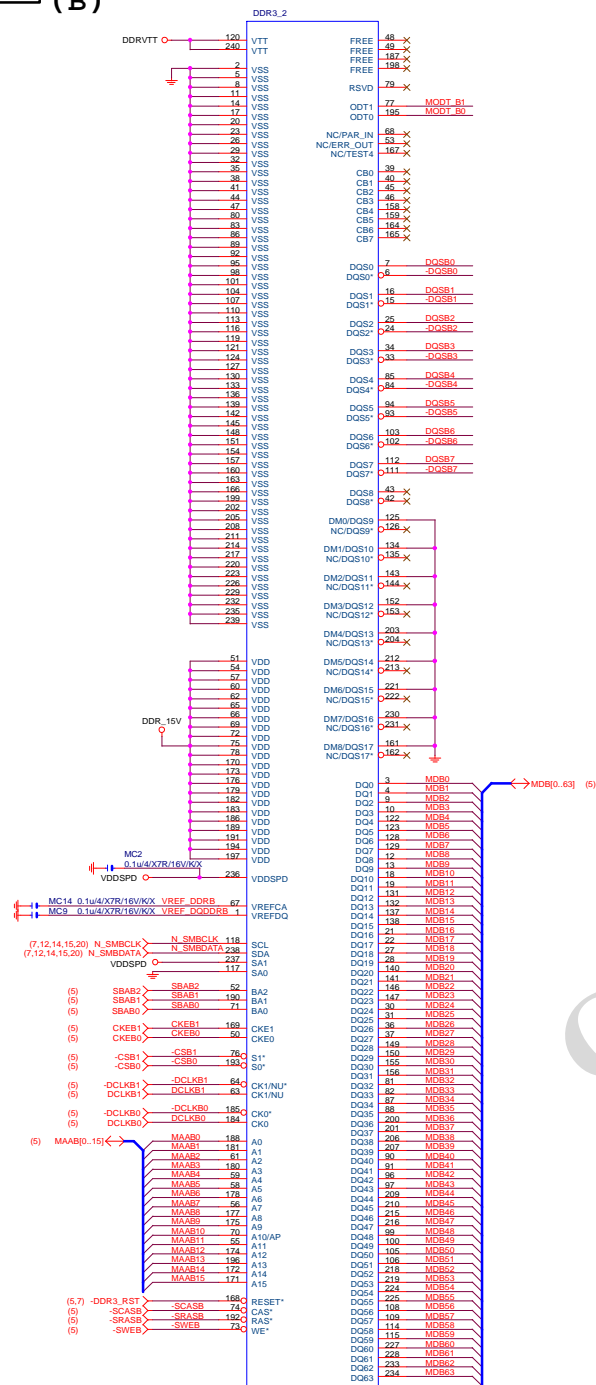 (B)
DDR3_2
DDRVTT 120 VTT
240 VTT
2 VSS
5 VSS
8 VSS
11 VSS
14 VSS
17 VSS
20 VSS
23 VSS
26 VSS
29 VSS
32 VSS
35 VSS
38 VSS
41 VSS
44 VSS
47 VSS
80 VSS
83 VSS
86 VSS
89 VSS
92 VSS
95 VSS
98 VSS
101 VSS
104 VSS
107 VSS
110 VSS
113 VSS
116 VSS
119 VSS
121 VSS
124 VSS
127 VSS
130 VSS
133 VSS
136 VSS
139 VSS
142 VSS
145 VSS
148 VSS
151 VSS
154 VSS
157 VSS
160 VSS
163 VSS
166 VSS
199 VSS
202 VSS
205 VSS
208 VSS
211 VSS
214 VSS
217 VSS
220 VSS
223 VSS
226 VSS
229 VSS
232 VSS
235 VSS
239 VSS
51 VDD
54 VDD
57 VDD
60 VDD
62 VDD
65 VDD
66 VDD
69 VDD
DDR_15V
72 VDD
75 VDD
78 VDD
170 VDD
173 VDD
176 VDD
179 VDD
182 VDD
183 VDD
186 VDD
189 VDD
191 VDD
194 VDD
197 VDD
MC2
0.1u/4/X7R/16V/K/X
VDDSPD 236 VDDSPD
MC14 0.1u/4/X7R/16V/K/X VREF_DDRB 67 VREFCA
MC9 0.1u/4/X7R/16V/K/X VREF_DQDDRB 1 VREFDQ
(7,12,14,15,20) N_SMBCLK N_SMBCLK 118 SCL
(7,12,14,15,20) N_SMBDATA N_SMBDATA 238 SDA
VDDSPD 237 SA1
117 SA0
(5) SBAB2 SBAB2 52 BA2
(5) SBAB1 SBAB1 190 BA1
(5) SBAB0 SBAB0 71 BA0
(5) CKEB1 CKEB1 169 CKE1
(5) CKEB0 CKEB0 50 CKE0
(5) -CSB1 -CSB1 76 S1*
(5) -CSB0 -CSB0 193 S0*
(5) -DCLKB1 -DCLKB1 64 CK1/NU*
(5) DCLKB1 DCLKB1 63 CK1/NU
(5) -DCLKB0 -DCLKB0 185 CK0*
(5) DCLKB0 DCLKB0 184 CK0
(5) MAAB[0..15]
MAAB0 188 A0
MAAB1 181 A1
MAAB2 61 A2
MAAB3 180 A3
MAAB4 59 A4
MAAB5 58 A5
MAAB6 178 A6
MAAB7 56 A7
MAAB8 177 A8
MAAB9 175 A9
MAAB10 70 A10/AP
MAAB11 55 A11
MAAB12 174 A12
MAAB13 196 A13
MAAB14 172 A14
MAAB15 171 A15
(5,7) -DDR3_RST 168 RESET*
(5) -SCASB -SCASB 74 CAS*
(5) -SRASB -SRASB 192 RAS*
(5) -SWEB -SWEB 73 WE*
FREE 48
FREE 49
FREE 187
FREE 198
RSVD 79
ODT1 77 MODT_B1
ODT0 195 MODT_B0
NC/PAR_IN 68
NC/ERR_OUT 53
NC/TEST4 167
CB0 39
CB1 40
CB2 45
CB3 46
CB4 158
CB5 159
CB6 164
CB7 165
DQS0 7 DQSB0
DQS0* 6 -DQSB0
DQS1 16 DQSB1
DQS1* 15 -DQSB1
DQS2 25 DQSB2
DQS2* 24 -DQSB2
DQS3 34 DQSB3
DQS3* 33 -DQSB3
DQS4 85 DQSB4
DQS4* 84 -DQSB4
DQS5 94 DQSB5
DQS5* 93 -DQSB5
DQS6 103 DQSB6
DQS6* 102 -DQSB6
DQS7 112 DQSB7
DQS7* 111 -DQSB7
DQS8 43
DQS8* 42
DM0/DQS9 125
NC/DQS9* 126
DM1/DQS10 134
NC/DQS10* 135
DM2/DQS11 143
NC/DQS11* 144
DM3/DQS12 152
NC/DQS12* 153
DM4/DQS13 203
NC/DQS13* 204
DM5/DQS14 212
NC/DQS14* 213
DM6/DQS15 221
NC/DQS15* 222
DM7/DQS16 230
NC/DQS16* 231
DM8/DQS17 161
NC/DQS17* 162
DQ0 3 MDB0 MDB[0..63] (5)
DQ1 4 MDB1
DQ2 9 MDB2
DQ3 10 MDB3
DQ4 122 MDB4
DQ5 123 MDB5
DQ6 128 MDB6
DQ7 129 MDB7
DQ8 12 MDB8
DQ9 13 MDB9
DQ10 18 MDB10
DQ11 19 MDB11
DQ12 131 MDB12
DQ13 132 MDB13
DQ14 137 MDB14
DQ15 138 MDB15
DQ16 21 MDB16
DQ17 22 MDB17
DQ18 27 MDB18
DQ19 28 MDB19
DQ20 140 MDB20
DQ21 141 MDB21
DQ22 146 MDB22
DQ23 147 MDB23
DQ24 30 MDB24
DQ25 31 MDB25
DQ26 36 MDB26
DQ27 37 MDB27
DQ28 149 MDB28
DQ29 150 MDB29
DQ30 155 MDB30
DQ31 156 MDB31
DQ32 81 MDB32
DQ33 82 MDB33
DQ34 87 MDB34
DQ35 88 MDB35
DQ36 200 MDB36
DQ37 201 MDB37
DQ38 206 MDB38
DQ39 207 MDB39
DQ40 90 MDB40
DQ41 91 MDB41
DQ42 96 MDB42
DQ43 97 MDB43
DQ44 209 MDB44
DQ45 210 MDB45
DQ46 215 MDB46
DQ47 216 MDB47
DQ48 99 MDB48
DQ49 100 MDB49
DQ50 105 MDB50
DQ51 106 MDB51
DQ52 218 MDB52
DQ53 219 MDB53
DQ54 224 MDB54
DQ55 225 MDB55
DQ56 108 MDB56
DQ57 109 MDB57
DQ58 114 MDB58
DQ59 115 MDB59
DQ60 227 MDB60
DQ61 228 MDB61
DQ62 233 MDB62
DQ63 234 MDB63